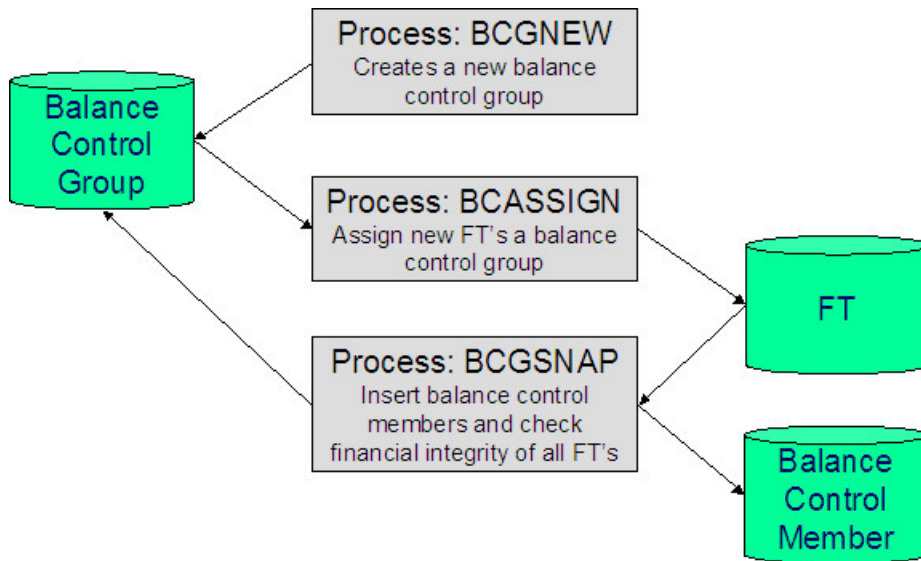 Process: BCGNEW
Creates a new balance
control group
Balance
Control
Group
Process: BCASSIGN
Assign new FT's a balance
control group
FT
Process: BCGSNAP
Insert balance control
members and check
financial integrity of all FT's
Balance
Control
Member